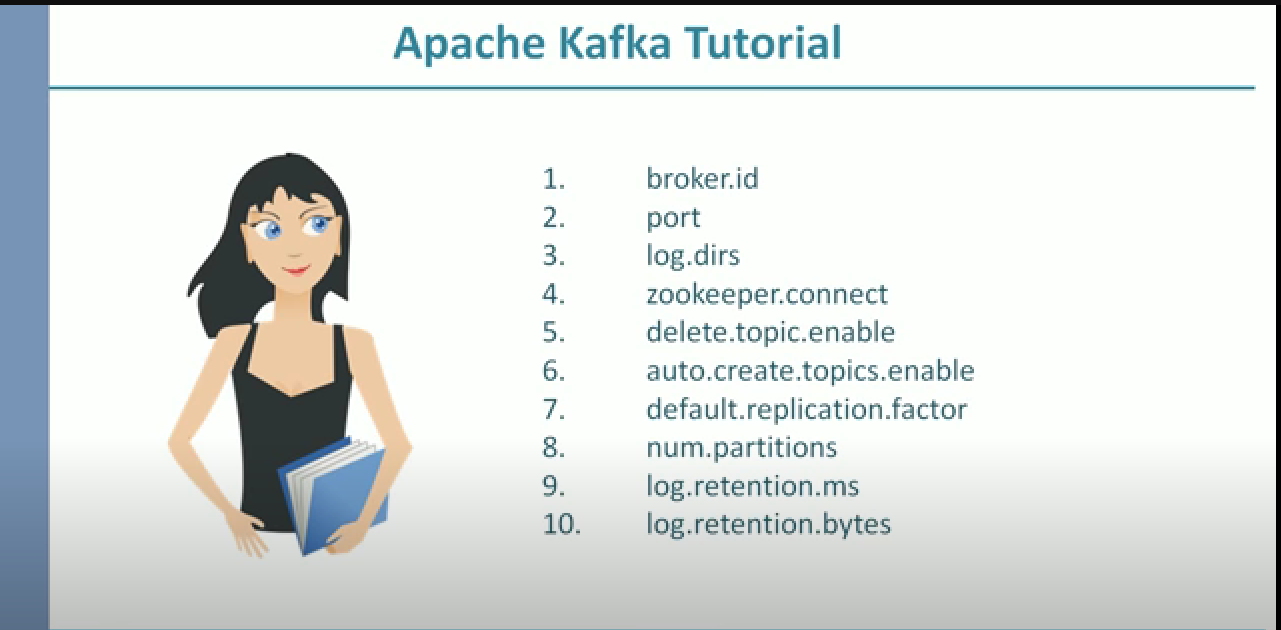 Apache Kafka Tutorial
1. broker.id
2. port
3. log.dirs
4. zookeeper.connect
5. delete.topic.enable
6. auto.create.topics.enable
7. default.replication.factor
8. num.partitions
9. log.retention.ms
10. log.retention.bytes